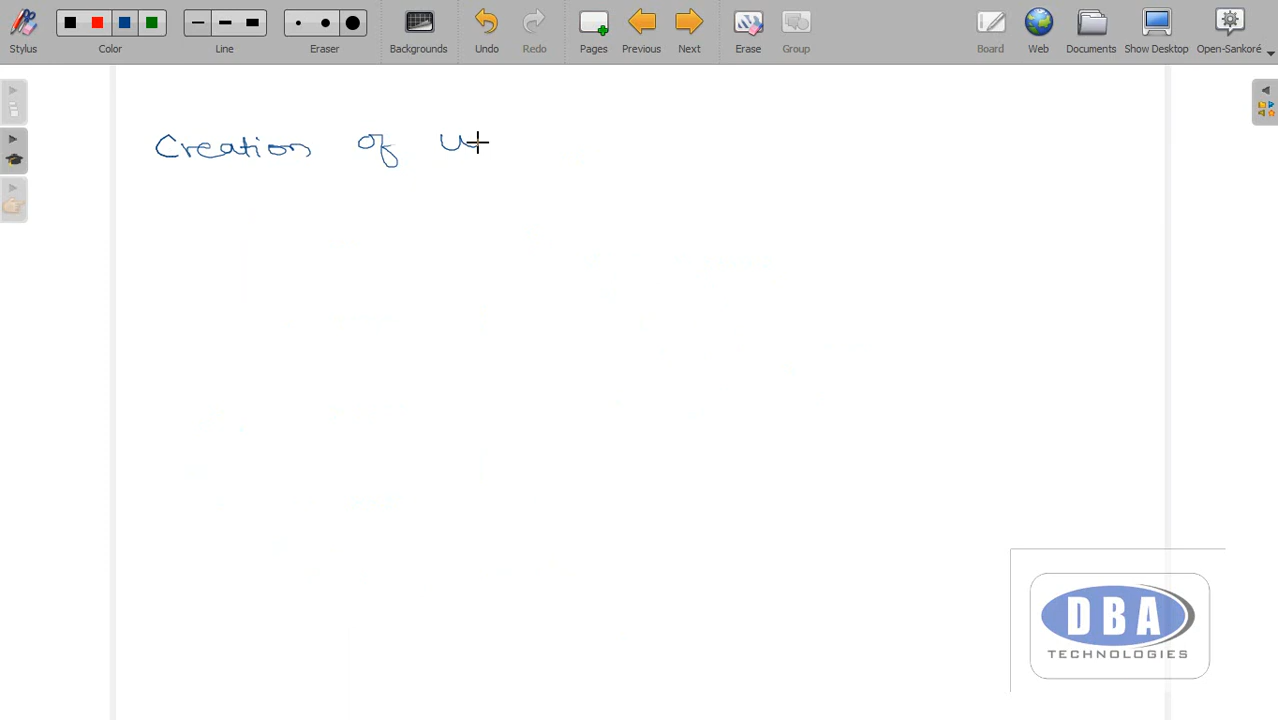 Stylus Color Line Eraser Backgrounds Undo Redo Pages Previous Next Erase Group Board Web Documents Show Desktop Open-Sankoré
Creation of U
DBA
TECHNOLOGIES